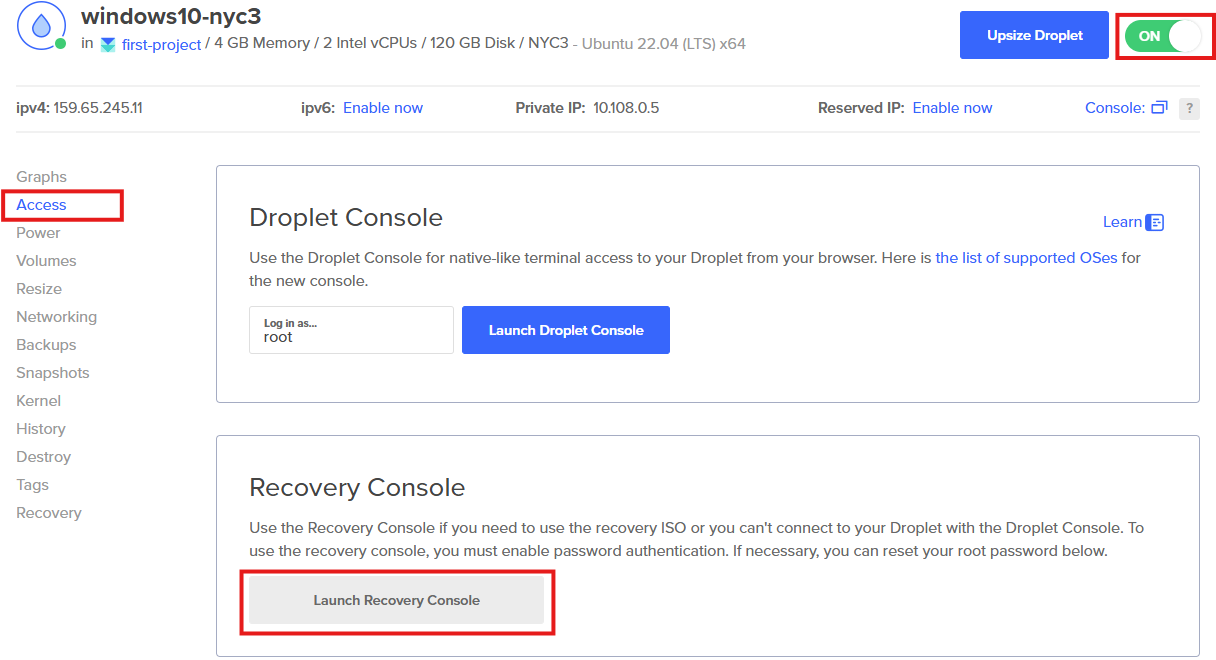 windows10-nyc3
in first-project / 4 GB Memory / 2 Intel vCPUs / 120 GB Disk / NYC3 - Ubuntu 22.04 (LTS) x64
Upsize Droplet
ON
ipv4: 159.65.245.11 ipv6: Enable now Private IP: 10.108.0.5 Reserved IP: Enable now Console: ?
Graphs
Access
Power
Volumes
Resize
Networking
Backups
Snapshots
Kernel
History
Destroy
Tags
Recovery
Droplet Console
Learn
Use the Droplet Console for native-like terminal access to your Droplet from your browser. Here is the list of supported OSes for
the new console.
Log in as...
root
Launch Droplet Console
Recovery Console
Use the Recovery Console if you need to use the recovery ISO or you can't connect to your Droplet with the Droplet Console. To
use the recovery console, you must enable password authentication. If necessary, you can reset your root password below.
Launch Recovery Console